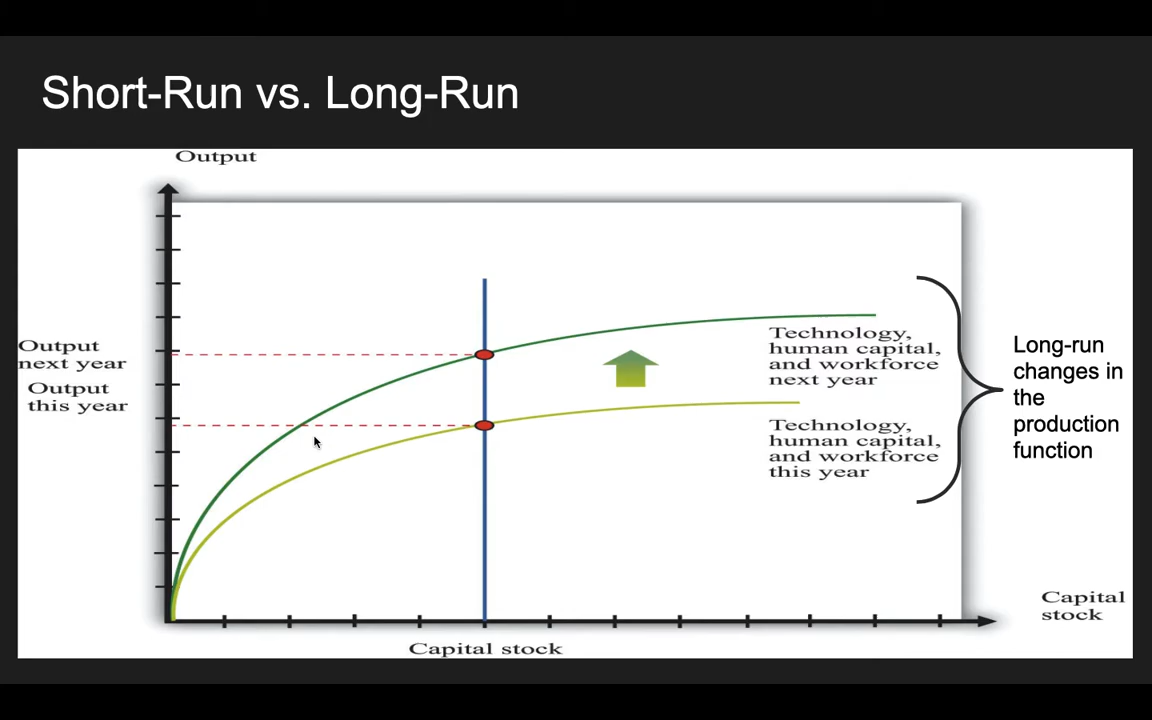 Short-Run vs. Long-Run
Output
Output
next year
Output
this year
Technology,
human capital,
and workforce
next year
Technology,
human capital,
and workforce
this year
Long-run
changes in
the
production
function
Capital
stock
Capital stock